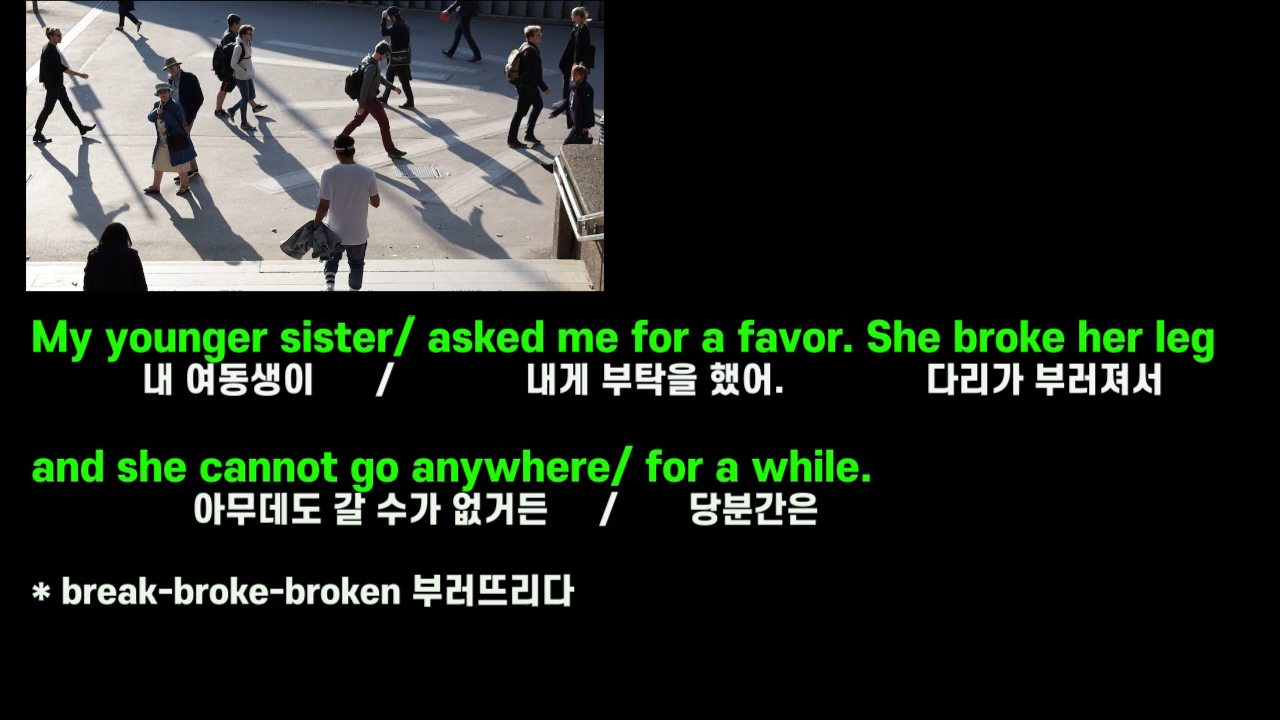 My younger sister/ asked me for a favor. She broke her leg
내 여동생이 / 내게 부탁을 했어. 다리가 부러져서
and she cannot go anywhere/ for a while.
아무데도 갈 수가 없거든 / 당분간은
* break-broke-broken 부러뜨리다